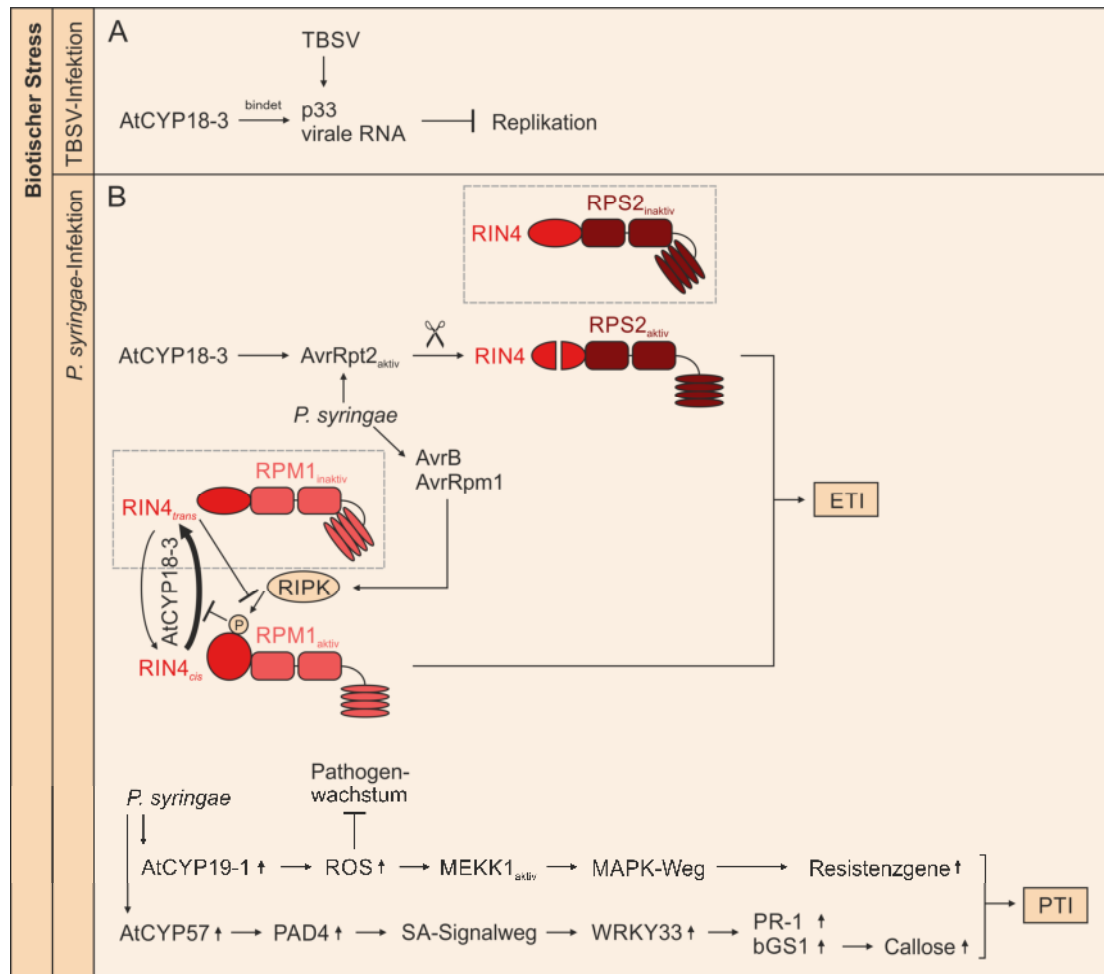 Biotischer Stress
TBSV-Infektion
A
TBSV
AtCYP18-3
bindet
p33
virale RNA
Replikation
P. syringae-Infektion
B
RPS2inaktiv
RIN4
AtCYP18-3
AvrRpt2aktiv
RIN4
RPS2aktiv
P. syringae
AvrB
AvrRpm1
RPM1inaktiv
RIN4trans
ETI
AtCYP18-3
RIPK
P
RPM1aktiv
RIN4cis
Pathogen-
wachstum
P. syringae
AtCYP19-1
ROS
MEKK1aktiv
MAPK-Weg
Resistenzgene
PTI
AtCYP57
PAD4
SA-Signalweg
WRKY33
PR-1
bGS1
Callose